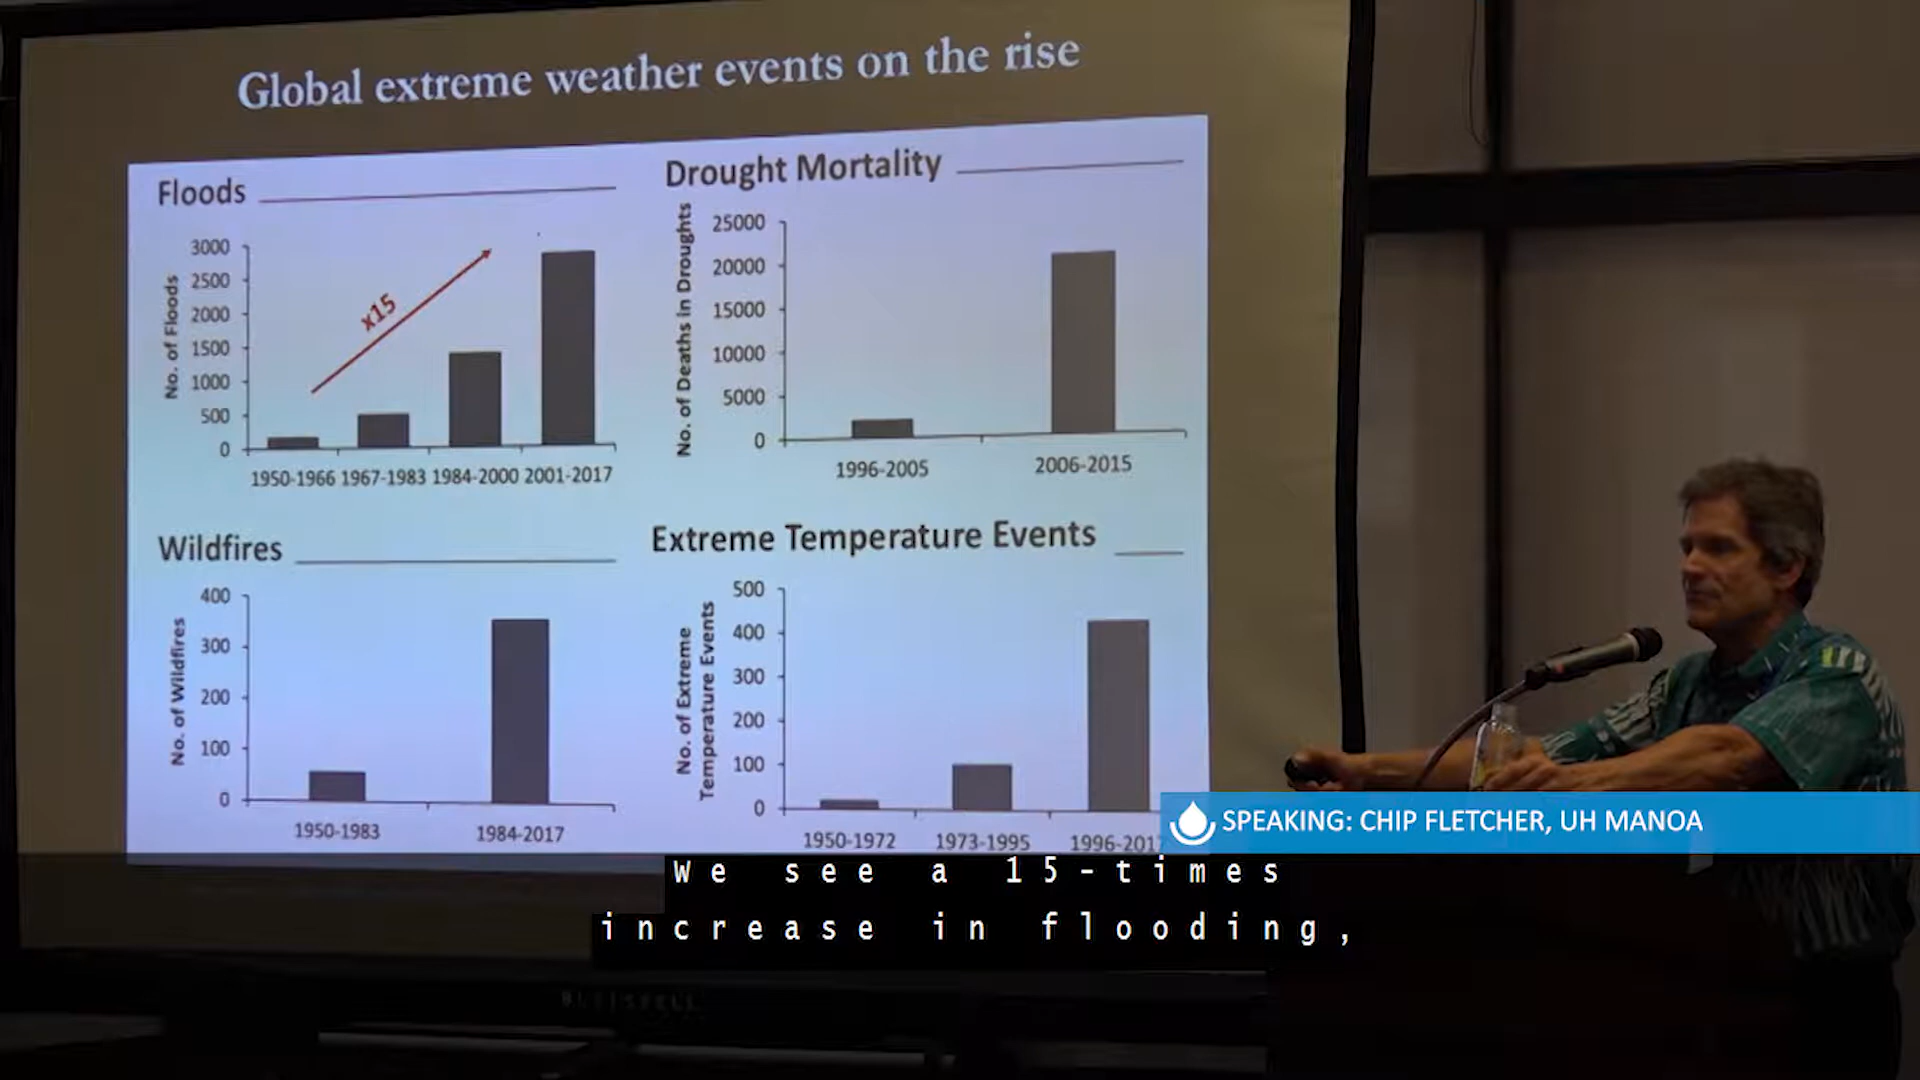 Global extreme weather events on the rise
Floods
No. of Floods
3000
2500
2000
1500
1000
500
0
x15
1950-1966 1967-1983 1984-2000 2001-2017
Drought Mortality
No. of Deaths in Droughts
25000
20000
15000
10000
5000
0
1996-2005 2006-2015
Wildfires
No. of Wildfires
400
300
200
100
0
1950-1983 1984-2017
Extreme Temperature Events
No. of Extreme
Temperature Events
500
400
300
200
100
0
1950-1972 1973-1995 1996-2017
SPEAKING: CHIP FLETCHER, UH MANOA
We see a 15-times
increase in flooding,